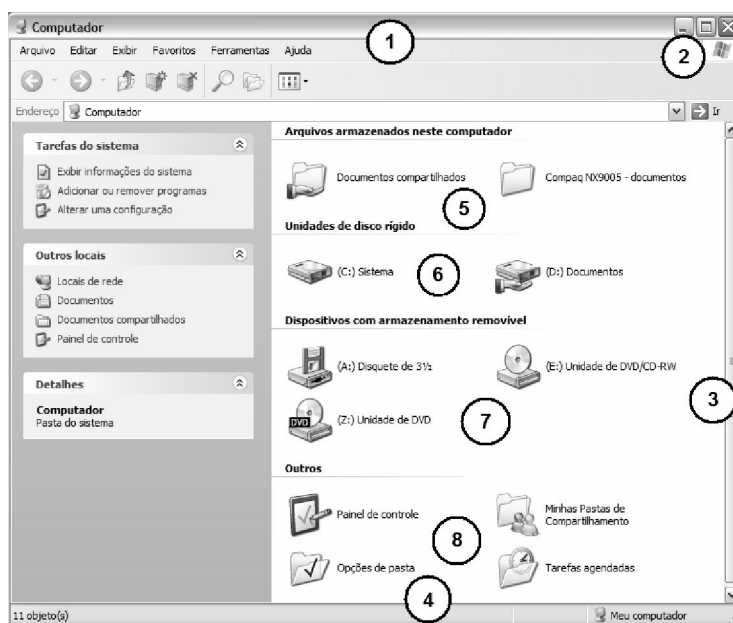 Computador
Arquivo Editar Exibir Favoritos Ferramentas Ajuda
1
2
Endereço Computador Ir
Tarefas do sistema
Exibir informações do sistema
Adicionar ou remover programas
Alterar uma configuração
Outros locais
Locais de rede
Documentos
Documentos compartilhados
Painel de controle
Detalhes
Computador
Pasta do sistema
Arquivos armazenados neste computador
Documentos compartilhados
Compaq NX9005 - documentos
5
Unidades de disco rígido
(C:) Sistema
6
(D:) Documentos
Dispositivos com armazenamento removível
(A:) Disquete de 3½
(E:) Unidade de DVD/CD-RW
3
DVD
(Z:) Unidade de DVD
7
Outros
Painel de controle
Minhas Pastas de
Compartilhamento
8
Opções de pasta
Tarefas agendadas
4
11 objeto(s)
Meu computador